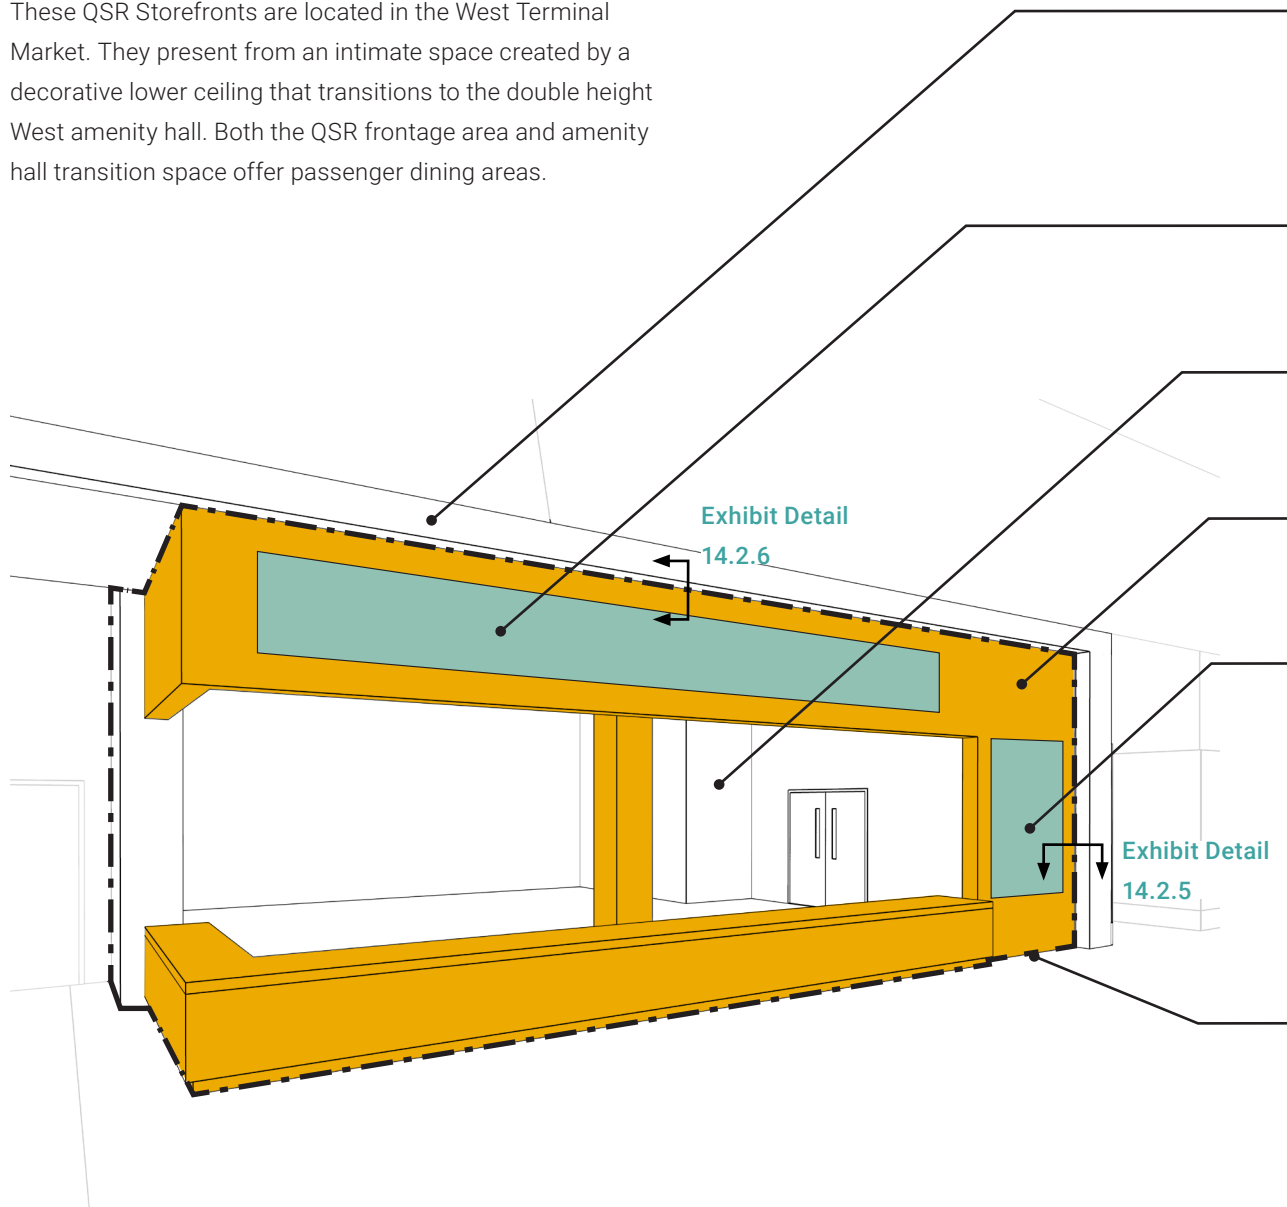 These QSR Storefronts are located in the West Terminal
Market. They present from an intimate space created by a
decorative lower ceiling that transitions to the double height
West amenity hall. Both the QSR frontage area and amenity
hall transition space offer passenger dining areas.
Exhibit Detail
14.2.6
Exhibit Detail
14.2.5